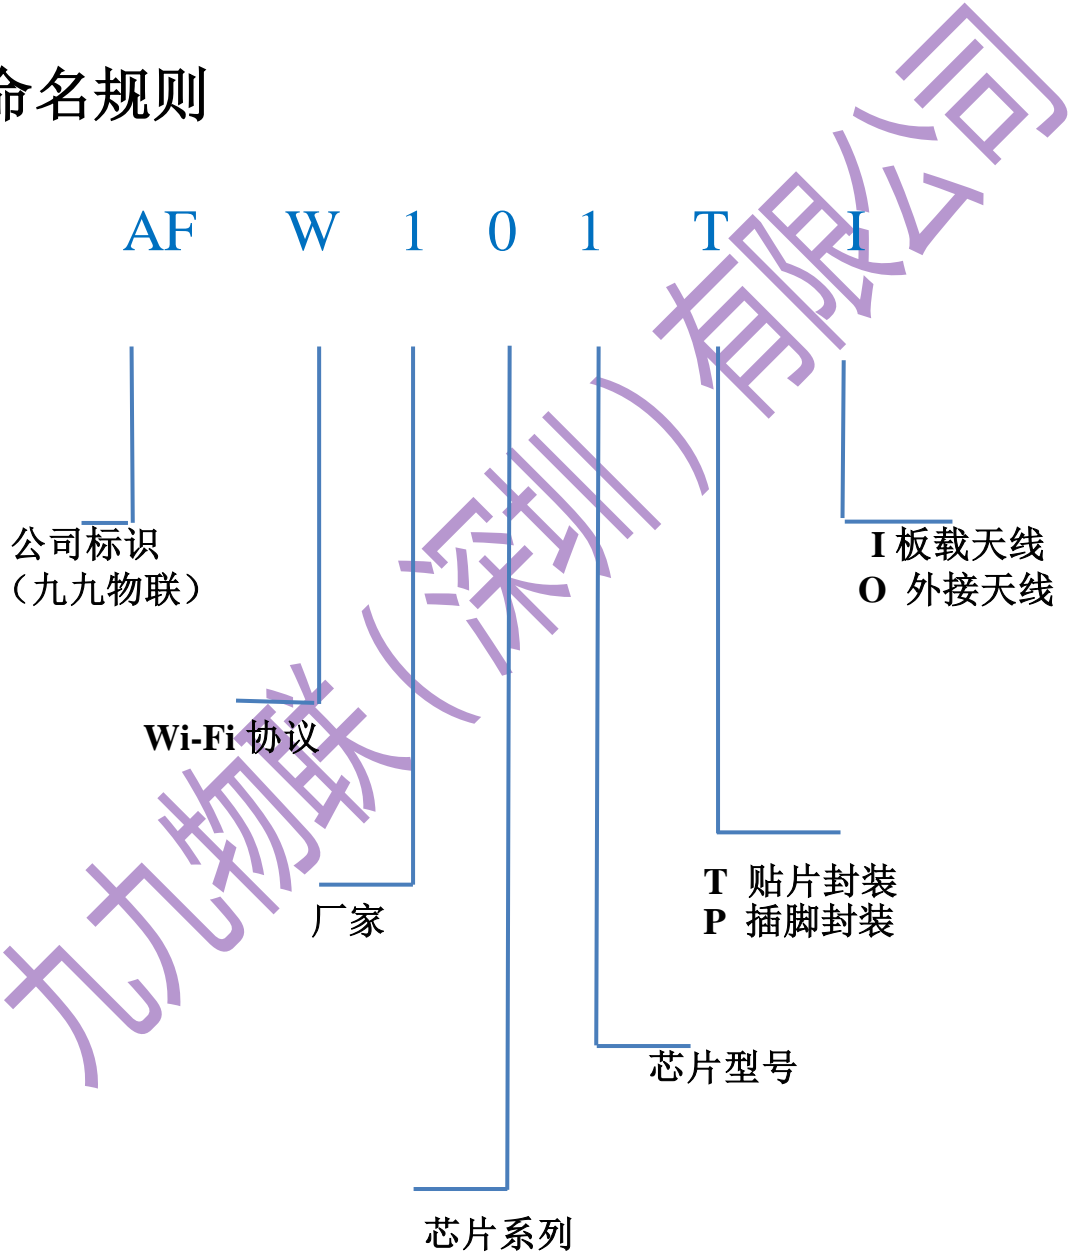 命名规则
AF W 1 0 1 T I
公司标识
（九九物联）
I 板载天线
O 外接天线
Wi-Fi 协议
T 贴片封装
P 插脚封装
厂家
芯片型号
芯片系列
九九物联（深圳）有限公司